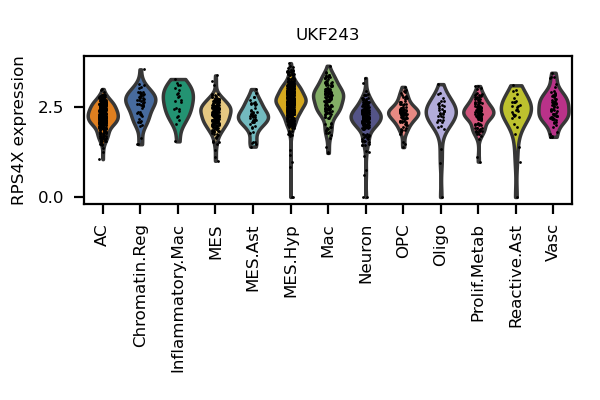 UKF243
RPS4X expression
2.5
0.0
AC
Chromatin.Reg
Inflammatory.Mac
MES
MES.Ast
MES.Hyp
Mac
Neuron
OPC
Oligo
Prolif.Metab
Reactive.Ast
Vasc